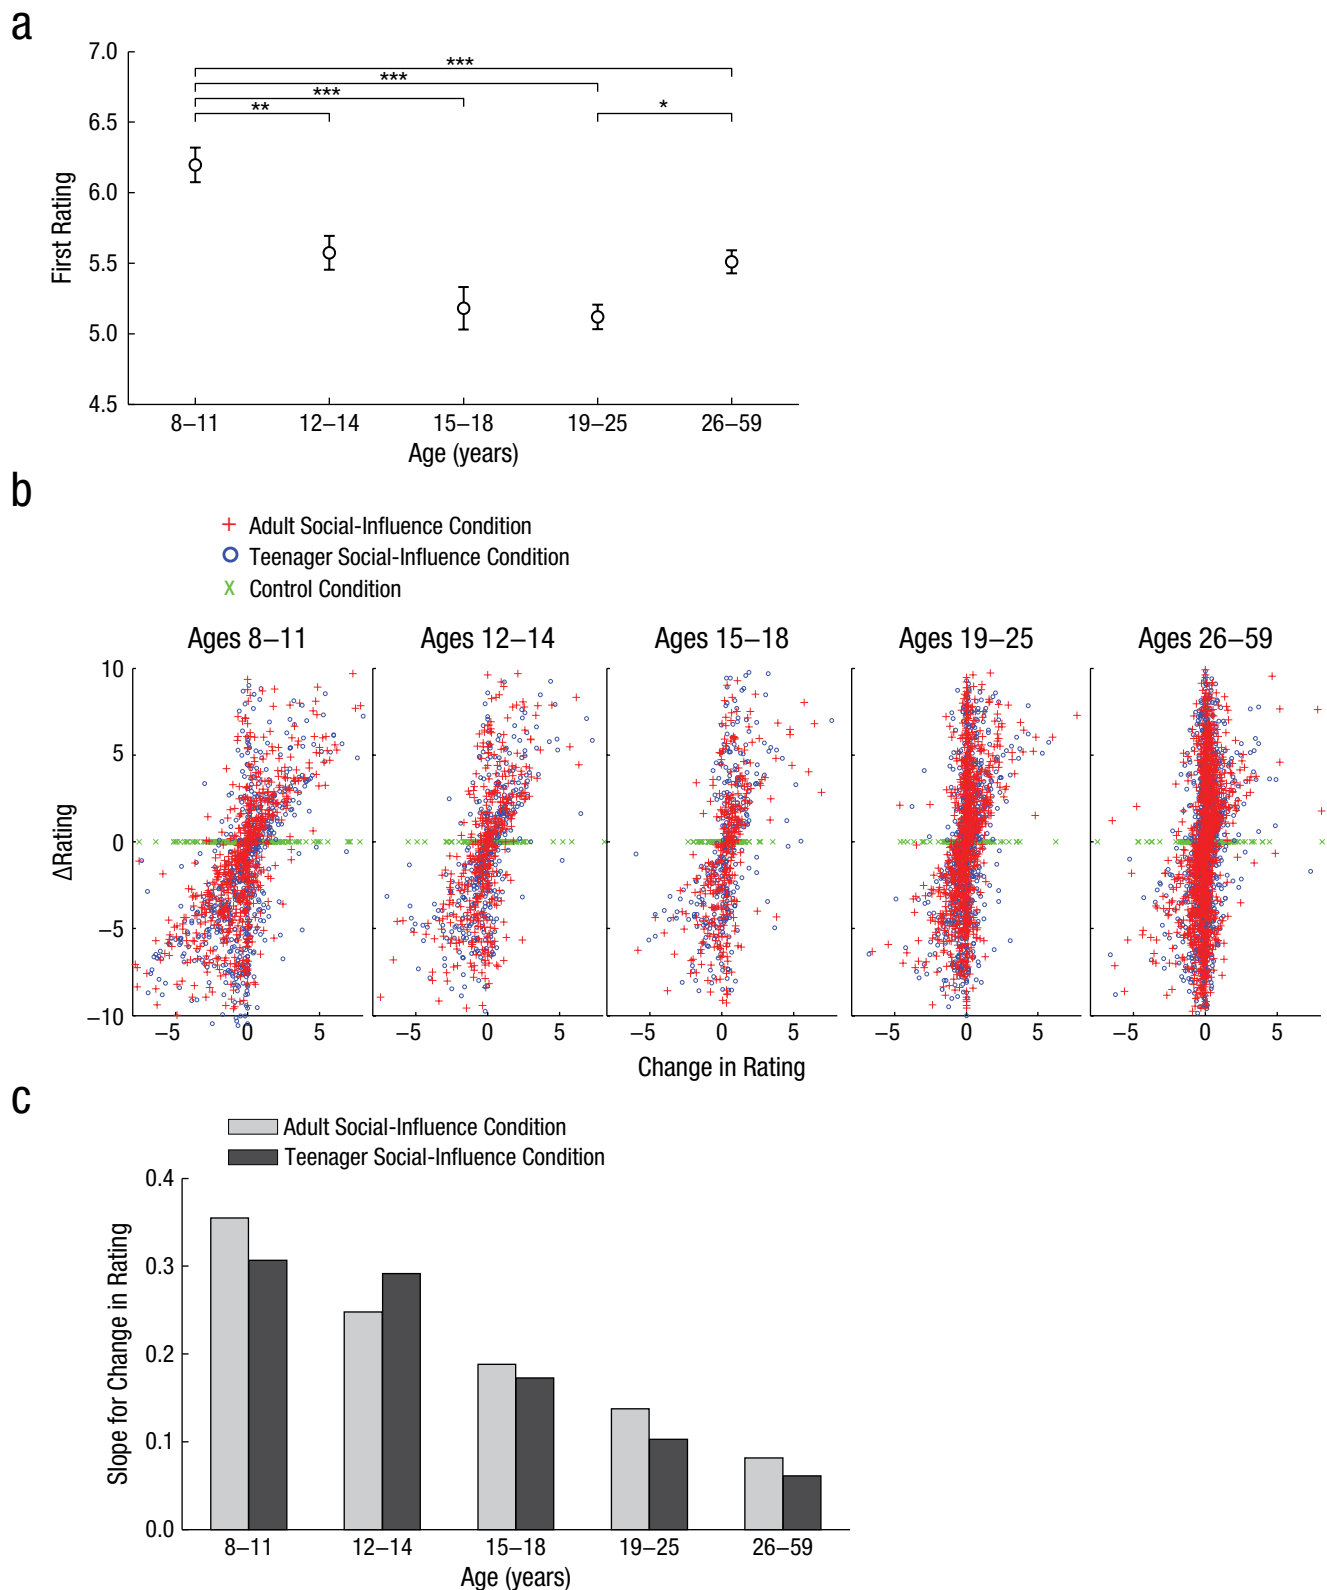 a
7.0
6.5
6.0
5.5
5.0
4.5
First Rating
***
***
***
**
*
8–11 12–14 15–18 19–25 26–59
Age (years)
b
+ Adult Social-Influence Condition
Teenager Social-Influence Condition
x Control Condition
Ages 8–11 Ages 12–14 Ages 15–18 Ages 19–25 Ages 26–59
10
5
0
–5
–10
ΔRating
–5 0 5 –5 0 5 –5 0 5 –5 0 5 –5 0 5
Change in Rating
c
Adult Social-Influence Condition
Teenager Social-Influence Condition
0.4
0.3
0.2
0.1
0.0
Slope for Change in Rating
8–11 12–14 15–18 19–25 26–59
Age (years)